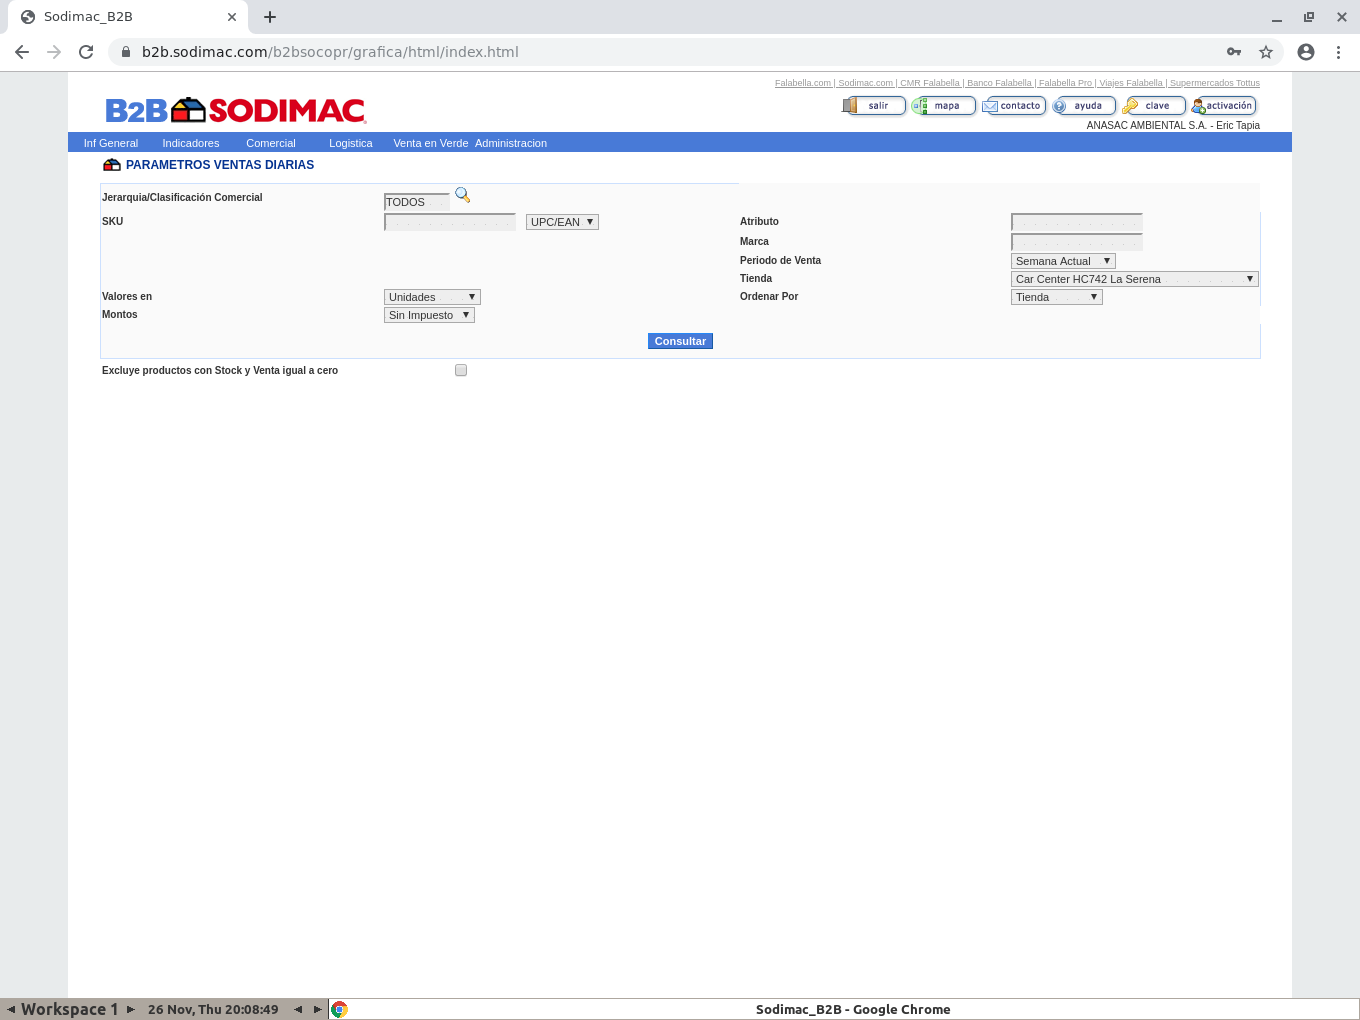 Sodimac_B2B
b2b.sodimac.com/b2bsocopr/grafica/html/index.html
Falabella.com | Sodimac.com | CMR Falabella | Banco Falabella | Falabella Pro | Viajes Falabella | Supermercados Tottus
B2B SODIMAC
salir mapa contacto ayuda clave activación
ANASAC AMBIENTAL S.A. - Eric Tapia
Inf General Indicadores Comercial Logistica Venta en Verde Administracion
PARAMETROS VENTAS DIARIAS
Jerarquia/Clasificación Comercial TODOS
SKU UPC/EAN Atributo
Marca
Periodo de Venta Semana Actual
Tienda Car Center HC742 La Serena
Valores en Unidades Ordenar Por Tienda
Montos Sin Impuesto
Consultar
Excluye productos con Stock y Venta igual a cero
Workspace 1 26 Nov, Thu 20:08:49 Sodimac_B2B - Google Chrome